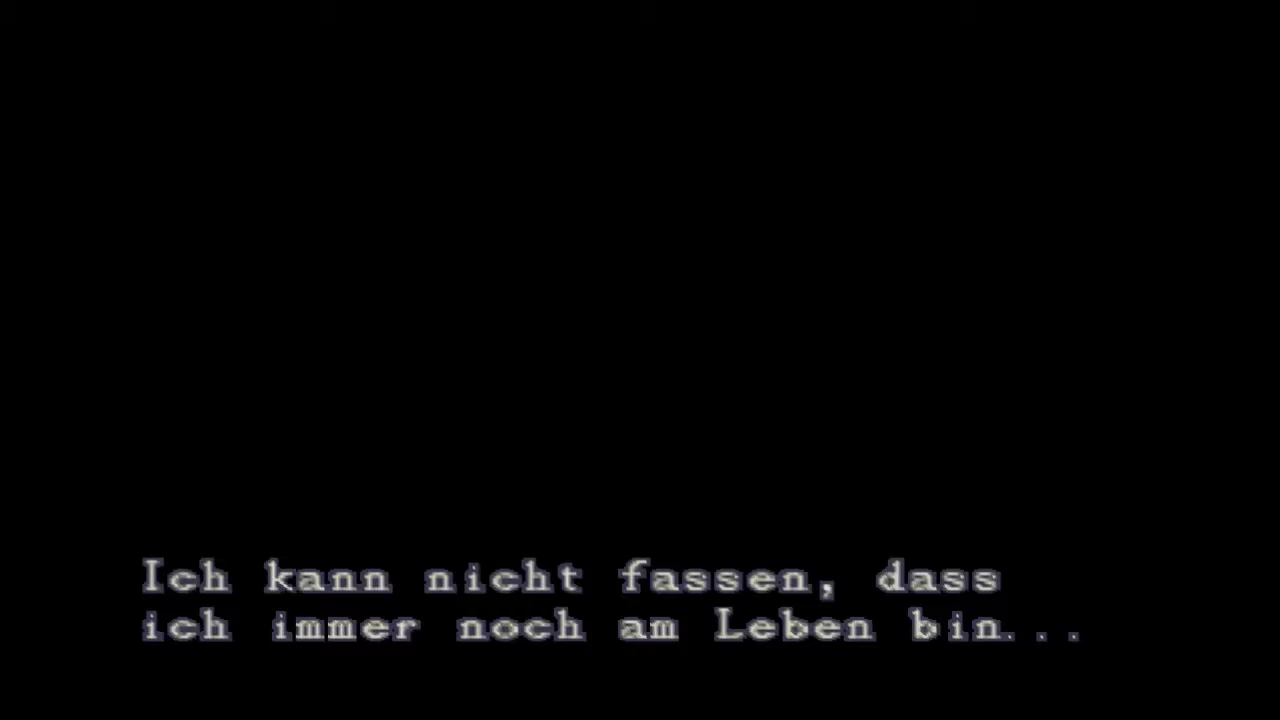 Ich kann nicht fassen, dass
ich immer noch am Leben bin...